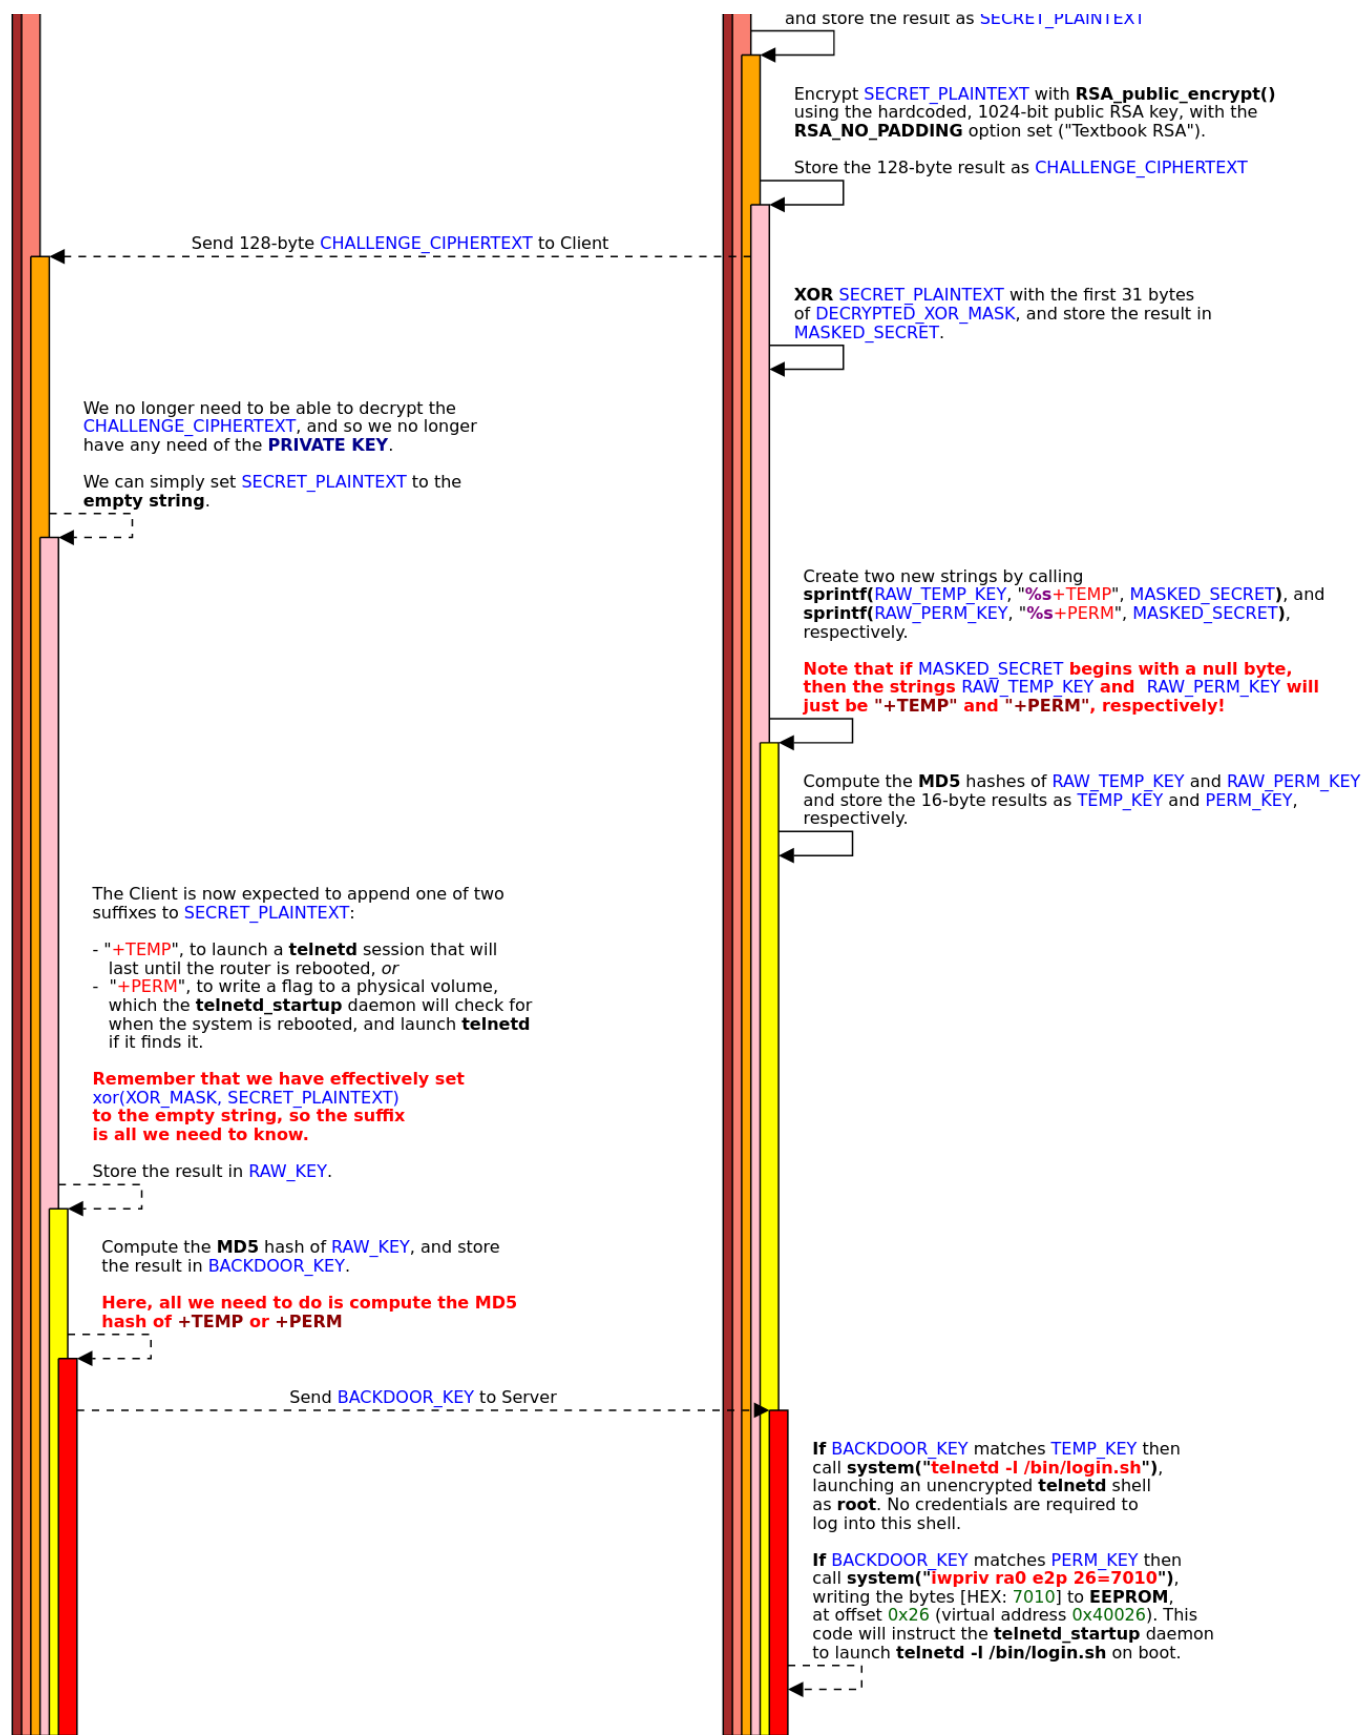 and store the result as SECRET_PLAINTEXT
Encrypt SECRET_PLAINTEXT with RSA_public_encrypt()
using the hardcoded, 1024-bit public RSA key, with the
RSA_NO_PADDING option set ("Textbook RSA").
Store the 128-byte result as CHALLENGE_CIPHERTEXT
Send 128-byte CHALLENGE_CIPHERTEXT to Client
XOR SECRET_PLAINTEXT with the first 31 bytes
of DECRYPTED_XOR_MASK, and store the result in
MASKED_SECRET.
We no longer need to be able to decrypt the
CHALLENGE_CIPHERTEXT, and so we no longer
have any need of the PRIVATE KEY.
We can simply set SECRET_PLAINTEXT to the
empty string.
Create two new strings by calling
sprintf(RAW_TEMP_KEY, "%s+TEMP", MASKED_SECRET), and
sprintf(RAW_PERM_KEY, "%s+PERM", MASKED_SECRET),
respectively.
Note that if MASKED_SECRET begins with a null byte,
then the strings RAW_TEMP_KEY and  RAW_PERM_KEY will
just be "+TEMP" and "+PERM", respectively!
Compute the MD5 hashes of RAW_TEMP_KEY and RAW_PERM_KEY
and store the 16-byte results as TEMP_KEY and PERM_KEY,
respectively.
The Client is now expected to append one of two
suffixes to SECRET_PLAINTEXT:
- "+TEMP", to launch a telnetd session that will
last until the router is rebooted, or
-  "+PERM", to write a flag to a physical volume,
which the telnetd_startup daemon will check for
when the system is rebooted, and launch telnetd
if it finds it.
Remember that we have effectively set
xor(XOR_MASK, SECRET_PLAINTEXT)
to the empty string, so the suffix
is all we need to know.
Store the result in RAW_KEY.
Compute the MD5 hash of RAW_KEY, and store
the result in BACKDOOR_KEY.
Here, all we need to do is compute the MD5
hash of +TEMP or +PERM
Send BACKDOOR_KEY to Server
If BACKDOOR_KEY matches TEMP_KEY then
call system("telnetd -l /bin/login.sh"),
launching an unencrypted telnetd shell
as root. No credentials are required to
log into this shell.
If BACKDOOR_KEY matches PERM_KEY then
call system("iwpriv ra0 e2p 26=7010"),
writing the bytes [HEX: 7010] to EEPROM,
at offset 0x26 (virtual address 0x40026). This
code will instruct the telnetd_startup daemon
to launch telnetd -l /bin/login.sh on boot.